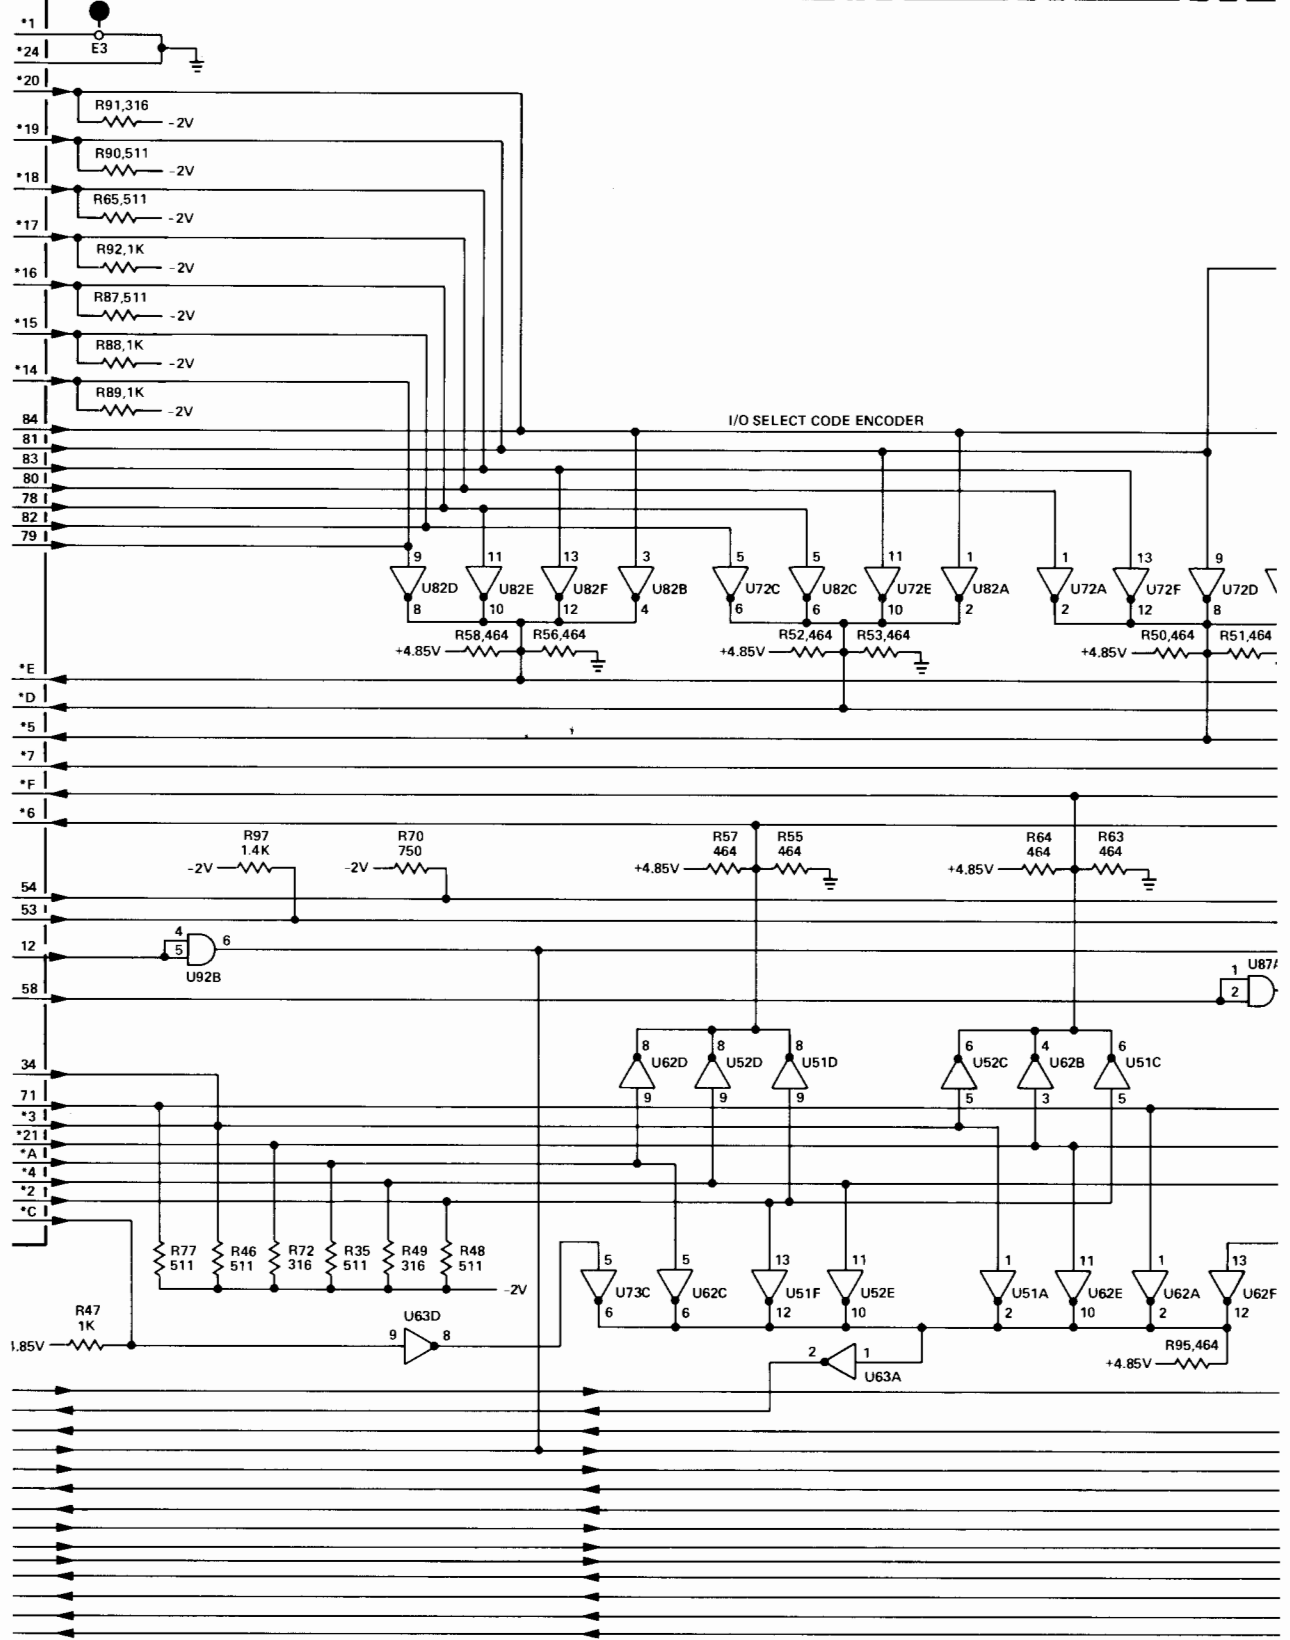 *1
E3
*24
*20
R91,316
-2V
*19
R90,511
-2V
*18
R65,511
-2V
*17
R92,1K
-2V
*16
R87,511
-2V
*15
R88,1K
-2V
*14
R89,1K
-2V
84
I/O SELECT CODE ENCODER
81
83
80
78
82
79
9 11 13 3 5 5 11 1 1 13 9
U82D U82E U82F U82B U72C U82C U72E U82A U72A U72F U72D
8 10 12 4 6 6 10 2 2 12 8
R58,464 R56,464 R52,464 R53,464 R50,464 R51,464
+4.85V +4.85V +4.85V
*E
*D
*5
*7
*F
*6
R97 R70 R57 R55 R64 R63
1.4K 750 464 464 464 464
-2V -2V +4.85V +4.85V
54
53
4
12 5 6
U92B
U87A
1
58 2
8 8 8 6 4 6
U62D U52D U51D U52C U62B U51C
34
9 9 9 5 3 5
71
*3
*21
*A
*4
*2
*C
R77 R46 R72 R35 R49 R48
511 511 316 511 316 511
-2V
5 5 13 11 1 11 1 13
U73C U62C U51F U52E U51A U62E U62A U62F
6 6 12 10 2 10 2 12
R47
1K
U63D
.85V 9 8
2 1
U63A
R95,464
+4.85V